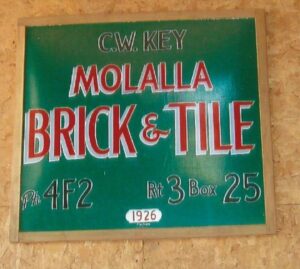 C.W. KEY
MOLALLA
BRICK & TILE
Ph. 4F2 Rt 3 Box 25
1926